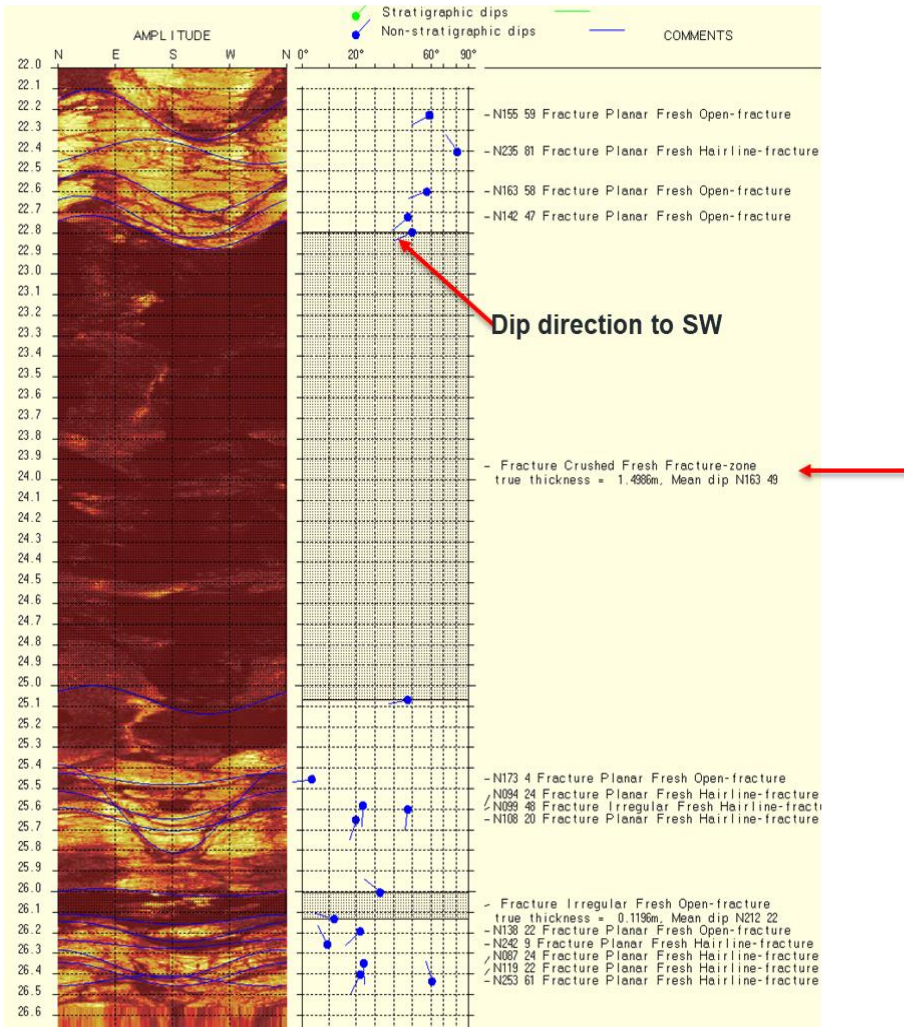 Stratigraphic dips
Non-stratigraphic dips
AMPLITUDE
COMMENTS
N E S W N 0° 20° 60° 90°
22.0
22.1
22.2
N155 59 Fracture Planar Fresh Open-fracture
22.3
22.4
N235 81 Fracture Planar Fresh Hairline-fracture
22.5
22.6
N163 58 Fracture Planar Fresh Open-fracture
22.7
N142 47 Fracture Planar Fresh Open-fracture
22.8
22.9
23.0
23.1
23.2
Dip direction to SW
23.3
23.4
23.5
23.6
23.7
23.8
23.9
Fracture Crushed Fresh Fracture-zone
24.0
true thickness = 1.4986m, Mean dip N163 49
24.1
24.2
24.3
24.4
24.5
24.6
24.7
24.8
24.9
25.0
25.1
25.2
25.3
25.4
N173 4 Fracture Planar Fresh Open-fracture
25.5
N094 24 Fracture Planar Fresh Hairline-fracture
25.6
N099 48 Fracture Irregular Fresh Hairline-fractu
N108 20 Fracture Planar Fresh Hairline-fracture
25.7
25.8
25.9
26.0
Fracture Irregular Fresh Open-fracture
26.1
true thickness = 0.1196m, Mean dip N212 22
26.2
N138 22 Fracture Planar Fresh Open-fracture
N242 9 Fracture Planar Fresh Hairline-fracture
26.3
N087 24 Fracture Planar Fresh Hairline-fracture
N119 22 Fracture Planar Fresh Hairline-fracture
26.4
N253 61 Fracture Planar Fresh Hairline-fracture
26.5
26.6